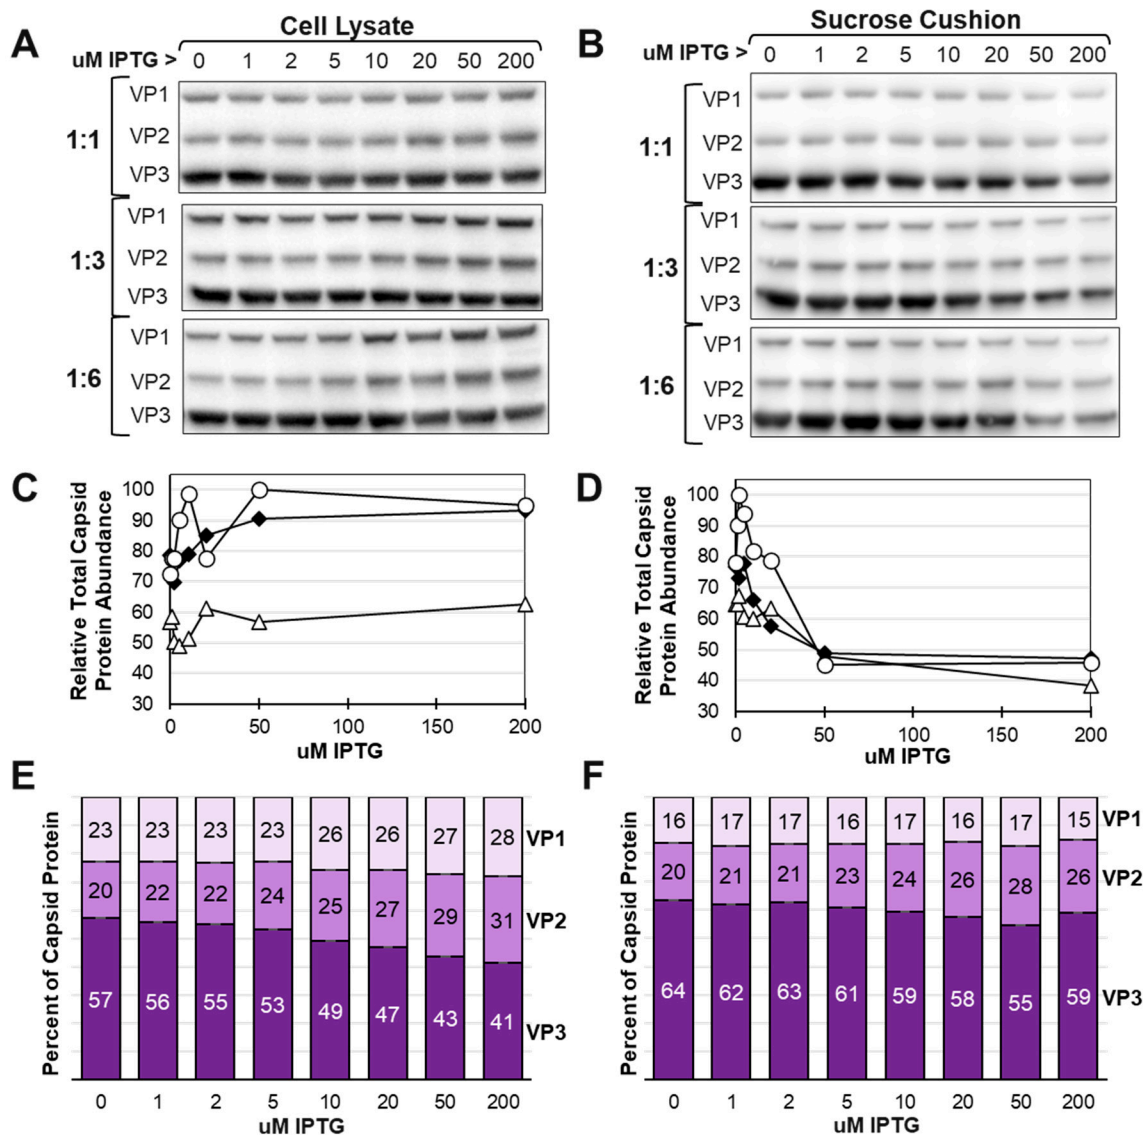 A
Cell Lysate
uM IPTG > 0 1 2 5 10 20 50 200
1:1
VP1
VP2
VP3
1:3
VP1
VP2
VP3
1:6
VP1
VP2
VP3
B
Sucrose Cushion
uM IPTG > 0 1 2 5 10 20 50 200
1:1
VP1
VP2
VP3
1:3
VP1
VP2
VP3
1:6
VP1
VP2
VP3
C
Relative Total Capsid
Protein Abundance
100
90
80
70
60
50
40
30
0 50 100 150 200
uM IPTG
D
Relative Total Capsid
Protein Abundance
100
90
80
70
60
50
40
30
0 50 100 150 200
uM IPTG
E
Percent of Capsid Protein
23 23 23 23 26 26 27 28 VP1
20 22 22 24 25 27 29 31 VP2
57 56 55 53 49 47 43 41 VP3
0 1 2 5 10 20 50 200
uM IPTG
F
Percent of Capsid Protein
16 17 17 16 17 16 17 15 VP1
20 21 21 23 24 26 28 26 VP2
64 62 63 61 59 58 55 59 VP3
0 1 2 5 10 20 50 200
uM IPTG